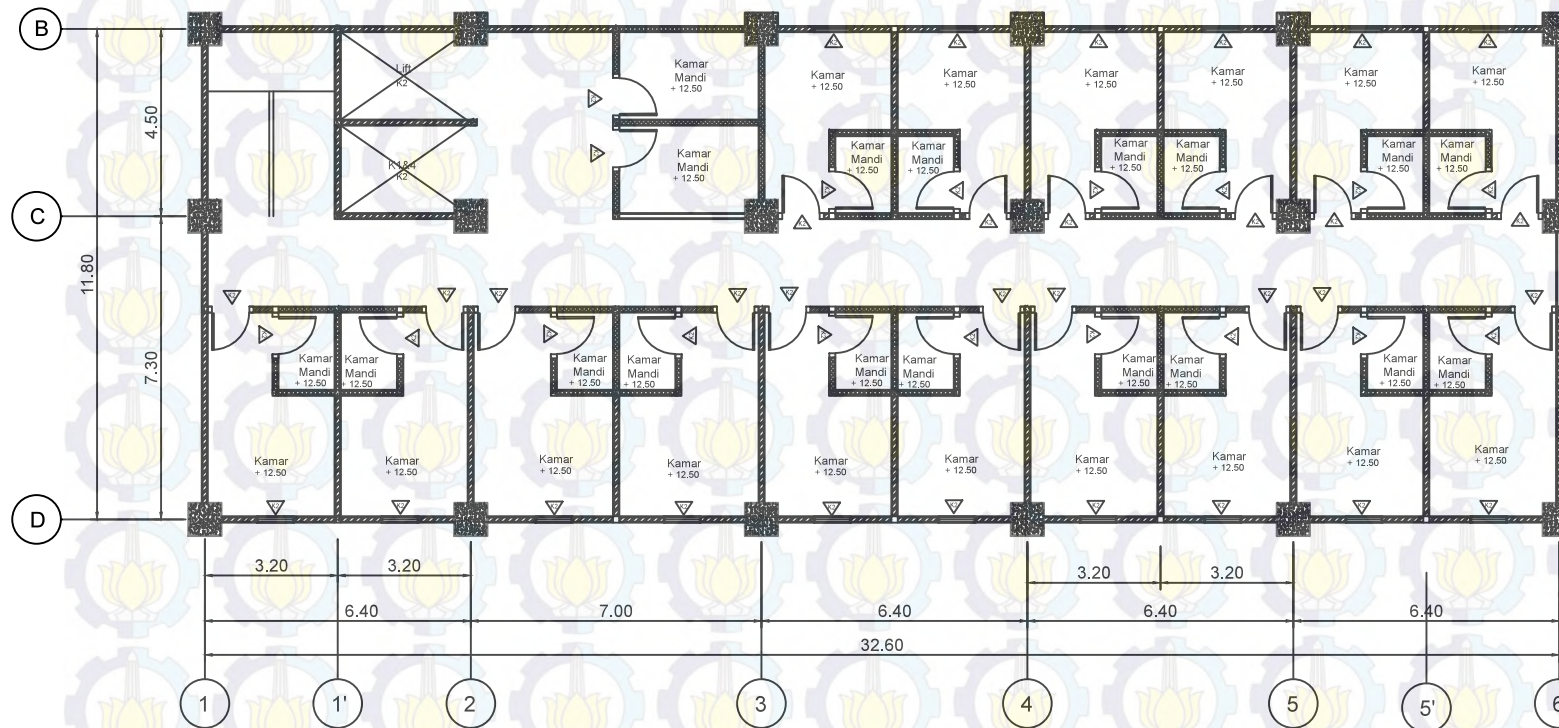 B
Lift
K2
Kamar
Mandi
+ 12.50
Kamar
+ 12.50
Kamar
+ 12.50
Kamar
+ 12.50
Kamar
+ 12.50
Kamar
+ 12.50
Kamar
+ 12.50
4.50
K1&4
K2
Kamar
Mandi
+ 12.50
Kamar
Mandi
+ 12.50
Kamar
Mandi
+ 12.50
Kamar
Mandi
+ 12.50
Kamar
Mandi
+ 12.50
Kamar
Mandi
+ 12.50
Kamar
Mandi
+ 12.50
C
11.80
7.30
Kamar
Mandi
+ 12.50
Kamar
Mandi
+ 12.50
Kamar
Mandi
+ 12.50
Kamar
Mandi
+ 12.50
Kamar
Mandi
+ 12.50
Kamar
Mandi
+ 12.50
Kamar
Mandi
+ 12.50
Kamar
Mandi
+ 12.50
Kamar
Mandi
+ 12.50
Kamar
Mandi
+ 12.50
Kamar
+ 12.50
Kamar
+ 12.50
Kamar
+ 12.50
Kamar
+ 12.50
Kamar
+ 12.50
Kamar
+ 12.50
Kamar
+ 12.50
Kamar
+ 12.50
Kamar
+ 12.50
Kamar
+ 12.50
D
3.20
3.20
3.20
3.20
6.40
7.00
6.40
6.40
6.40
32.60
1
1'
2
3
4
5
5'
6